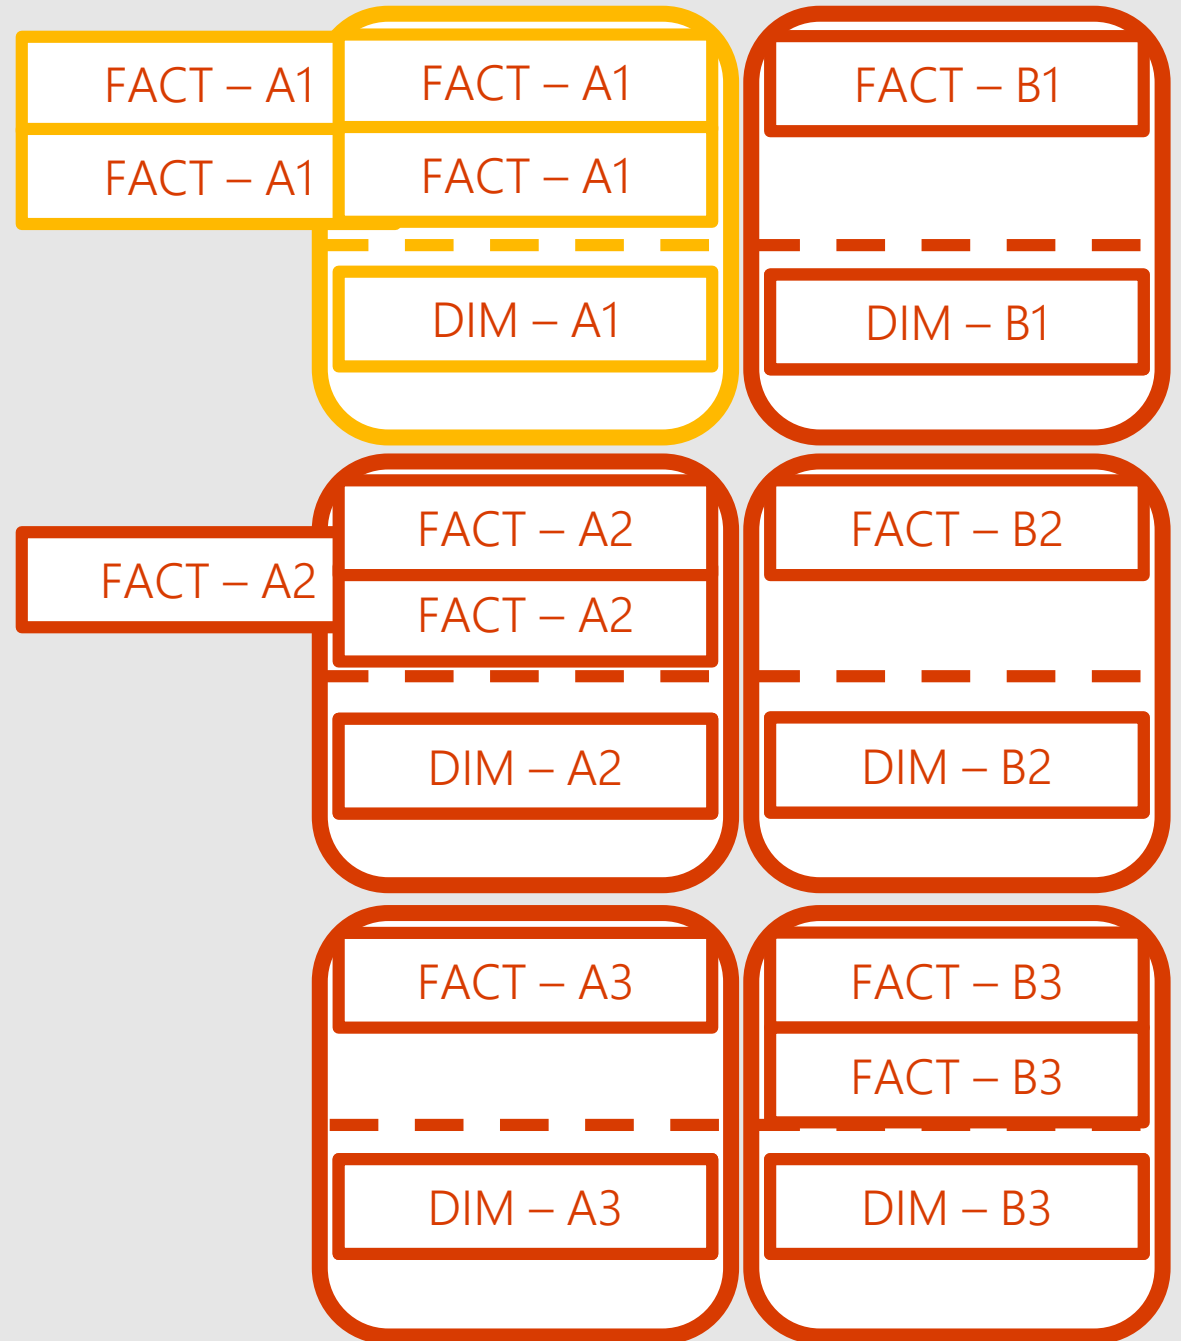 FACT – A1
FACT – A1
FACT – B1
FACT – A1
FACT – A1
DIM – A1
DIM – B1
FACT – A2
FACT – B2
FACT – A2
FACT – A2
DIM – A2
DIM – B2
FACT – A3
FACT – B3
FACT – B3
DIM – A3
DIM – B3